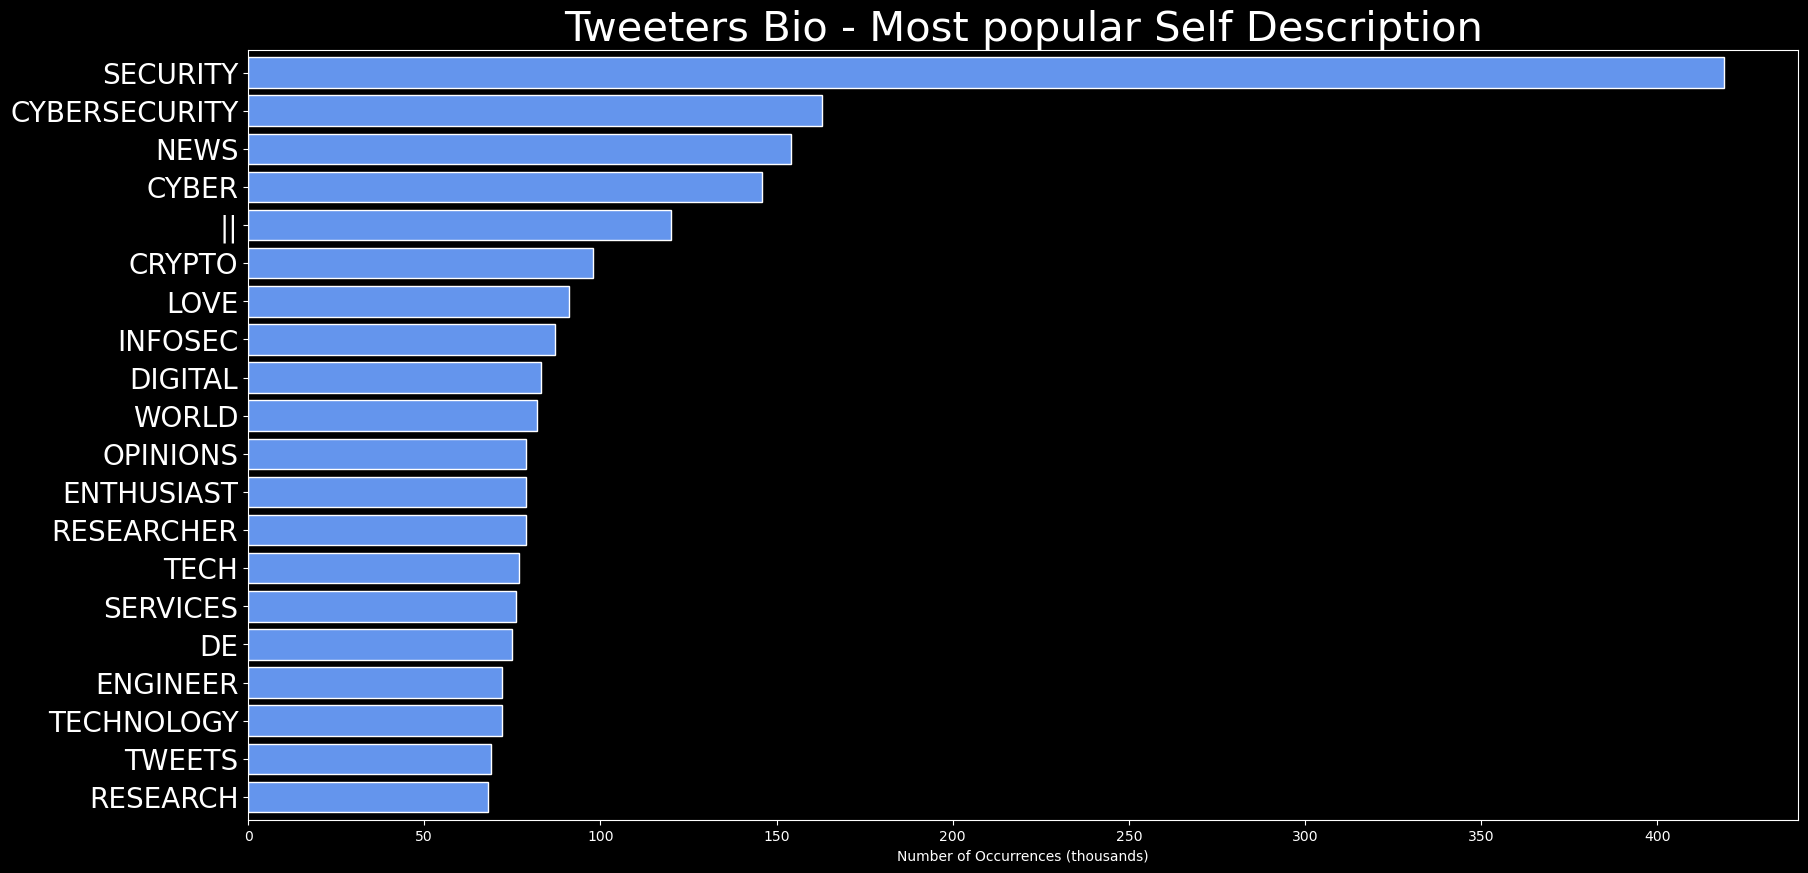 Tweeters Bio - Most popular Self Description
SECURITY
CYBERSECURITY
NEWS
CYBER
||
CRYPTO
LOVE
INFOSEC
DIGITAL
WORLD
OPINIONS
ENTHUSIAST
RESEARCHER
TECH
SERVICES
DE
ENGINEER
TECHNOLOGY
TWEETS
RESEARCH
0 50 100 150 200 250 300 350 400
Number of Occurrences (thousands)